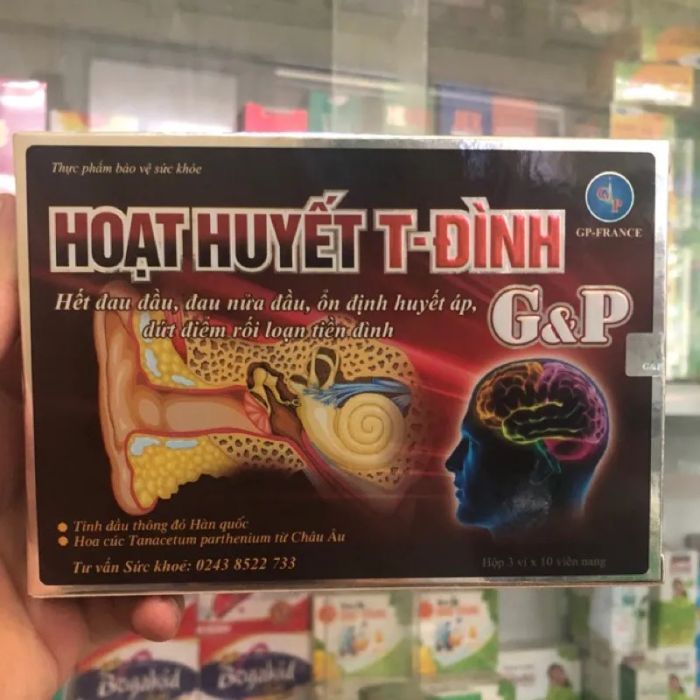 Thực phẩm bảo vệ sức khỏe
GP
GP-FRANCE
HOẠT HUYẾT T-ĐÌNH
G&P
Hết đau đầu, đau nửa đầu, ổn định huyết áp,
dứt điểm rối loạn tiền đình
G&P
Tinh dầu thông đỏ Hàn quốc
Hoa cúc Tanacetum parthenium từ Châu Âu
Tư vấn Sức khoẻ: 0243 8522 733
Hộp 3 vỉ x 10 viên nang
Bogakid
Bogakid